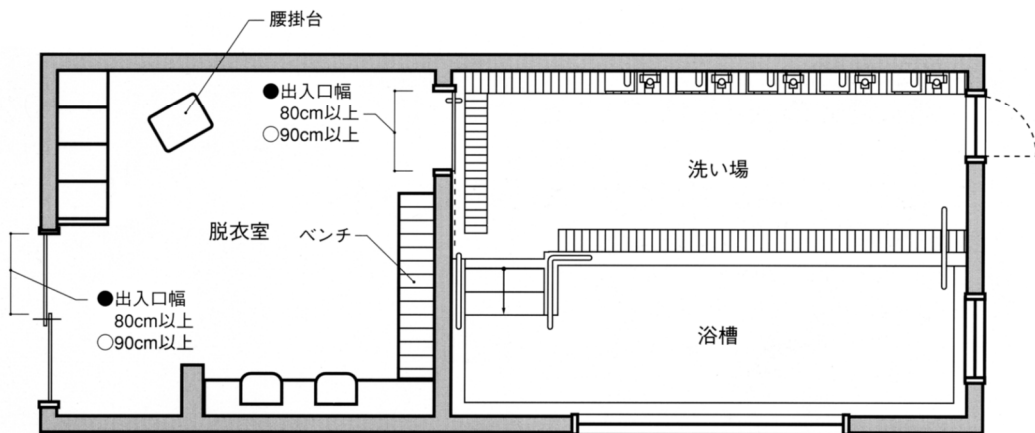 腰掛台
●出入口幅
80cm以上
○90cm以上
洗い場
脱衣室
ベンチ
●出入口幅
80cm以上
○90cm以上
浴槽